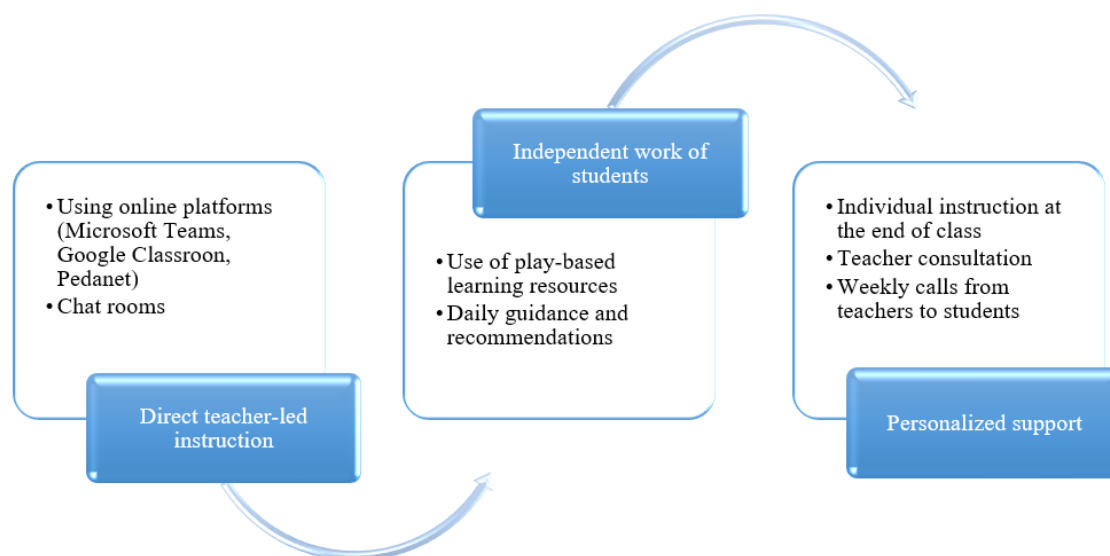 • Using online platforms
(Microsoft Teams,
Google Classroon,
Pedanet)
• Chat rooms
Direct teacher-led
instruction
Independent work of
students
• Use of play-based
learning resources
• Daily guidance and
recommendations
• Individual instruction at
the end of class
• Teacher consultation
• Weekly calls from
teachers to students
Personalized support